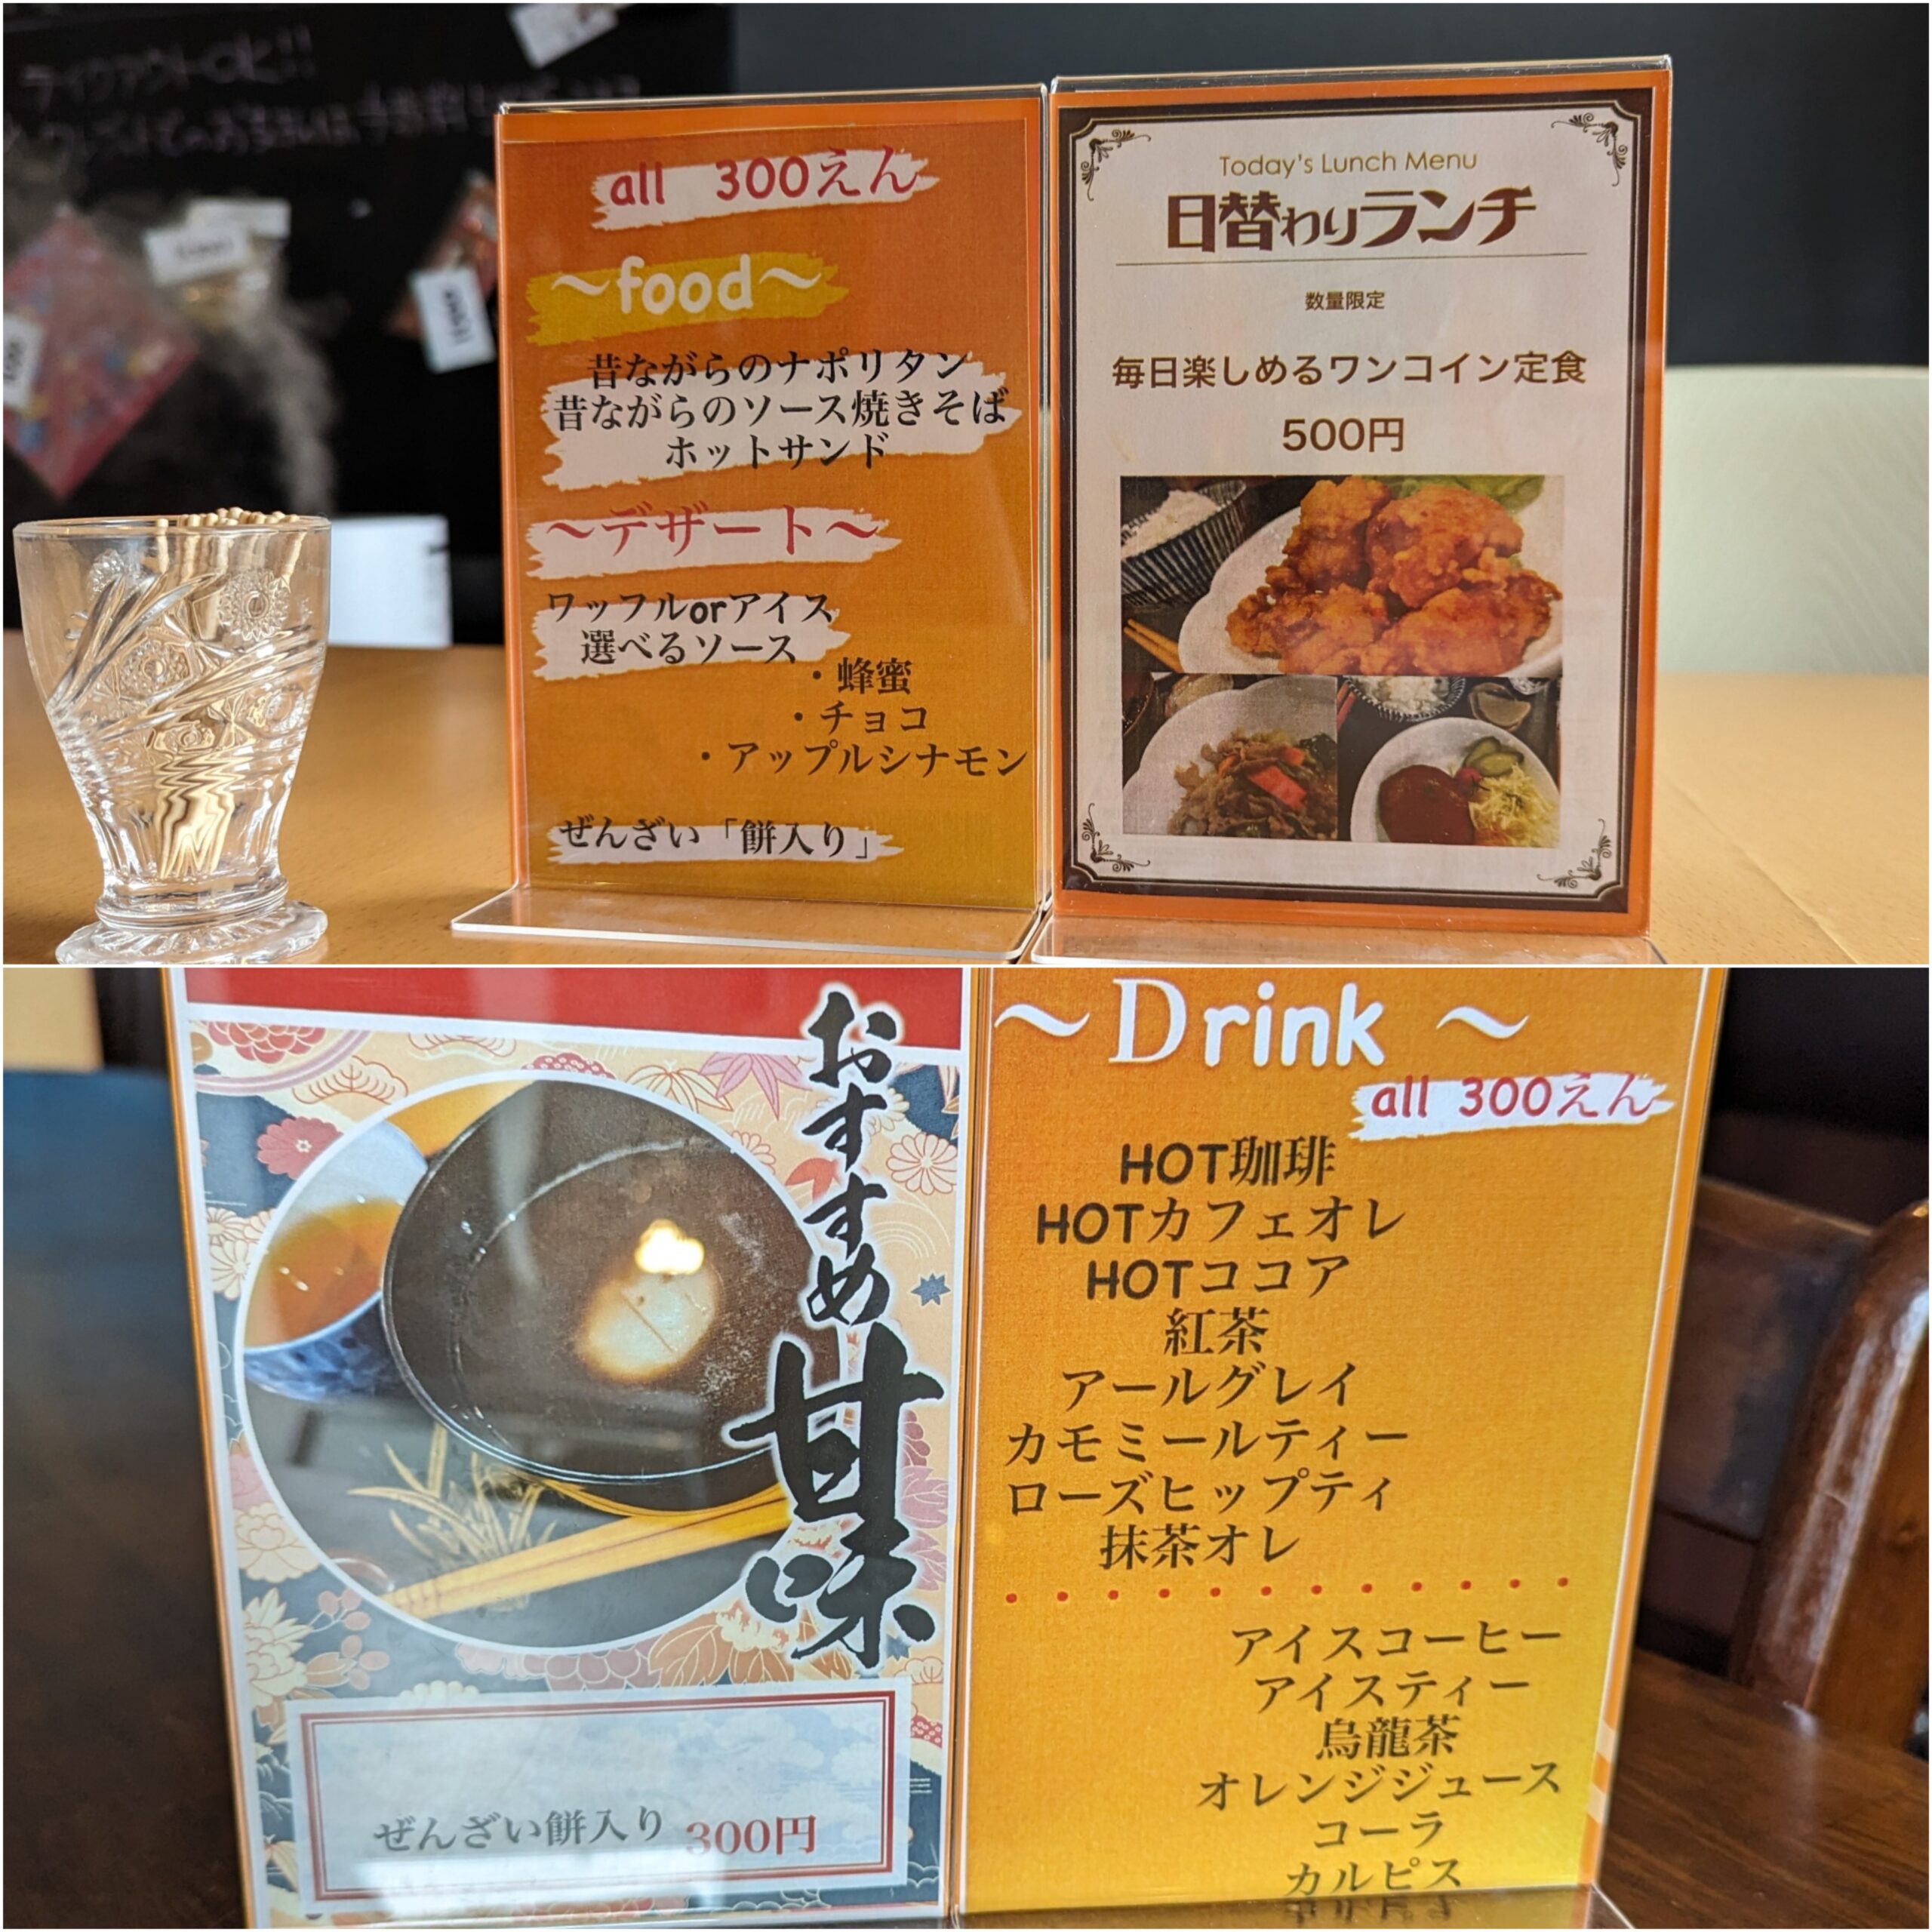 テイクアウトOK!!
all 300えん
～food～
昔ながらのナポリタン
昔ながらのソース焼きそば
ホットサンド
～デザート～
ワッフルorアイス
選べるソース
・蜂蜜
・チョコ
・アップルシナモン
ぜんざい「餅入り」
Today's Lunch Menu
日替わりランチ
数量限定
毎日楽しめるワンコイン定食
500円
おすすめ
甘味
ぜんざい餅入り 300円
～Drink～
all 300えん
HOT珈琲
HOTカフェオレ
HOTココア
紅茶
アールグレイ
カモミールティー
ローズヒップティ
抹茶オレ
アイスコーヒー
アイスティー
烏龍茶
オレンジジュース
コーラ
カルピス